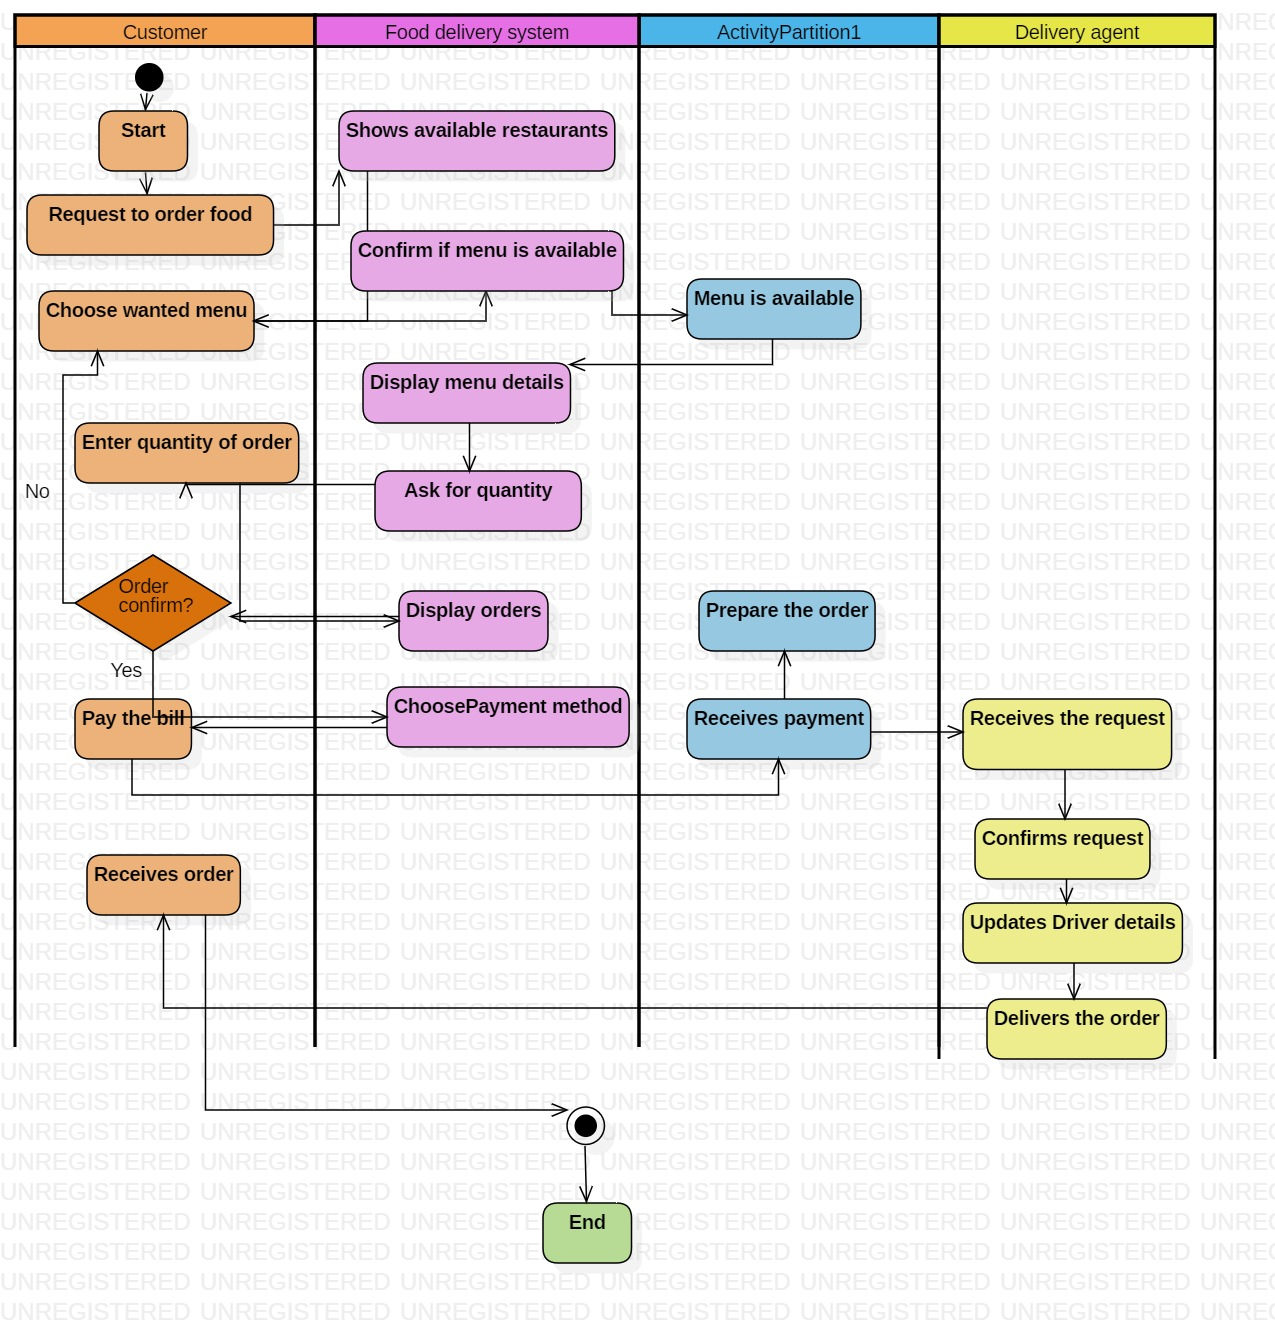 Customer
Food delivery system
ActivityPartition1
Delivery agent
Start
Shows available restaurants
Request to order food
Confirm if menu is available
Choose wanted menu
Menu is available
Display menu details
Enter quantity of order
Ask for quantity
No
Order
confirm?
Display orders
Prepare the order
Yes
Pay the bill
ChoosePayment method
Receives payment
Receives the request
Confirms request
Receives order
Updates Driver details
Delivers the order
End
UNREGISTERED